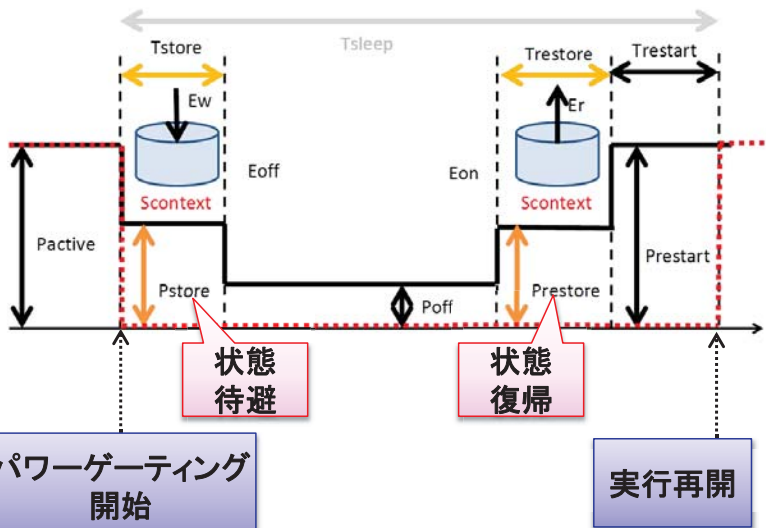 Tsleep
Tstore
Trestore
Trestart
Ew
Er
Eoff
Eon
Scontext
Scontext
Pactive
Pstore
Poff
Prestore
Prestart
状態
待避
状態
復帰
パワーゲーティング
開始
実行再開